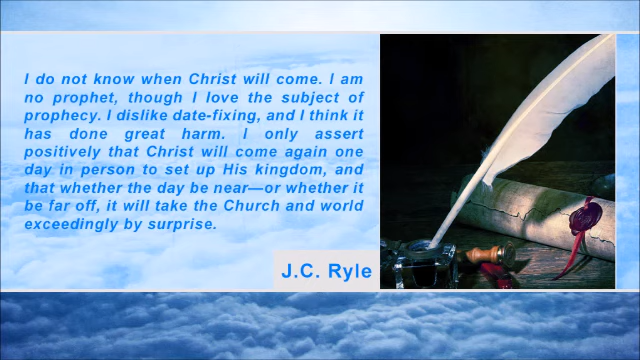 I do not know when Christ will come. I am
no prophet, though I love the subject of
prophecy. I dislike date-fixing, and I think it
has done great harm. I only assert
positively that Christ will come again one
day in person to set up His kingdom, and
that whether the day be near—or whether it
be far off, it will take the Church and world
exceedingly by surprise.
J.C. Ryle